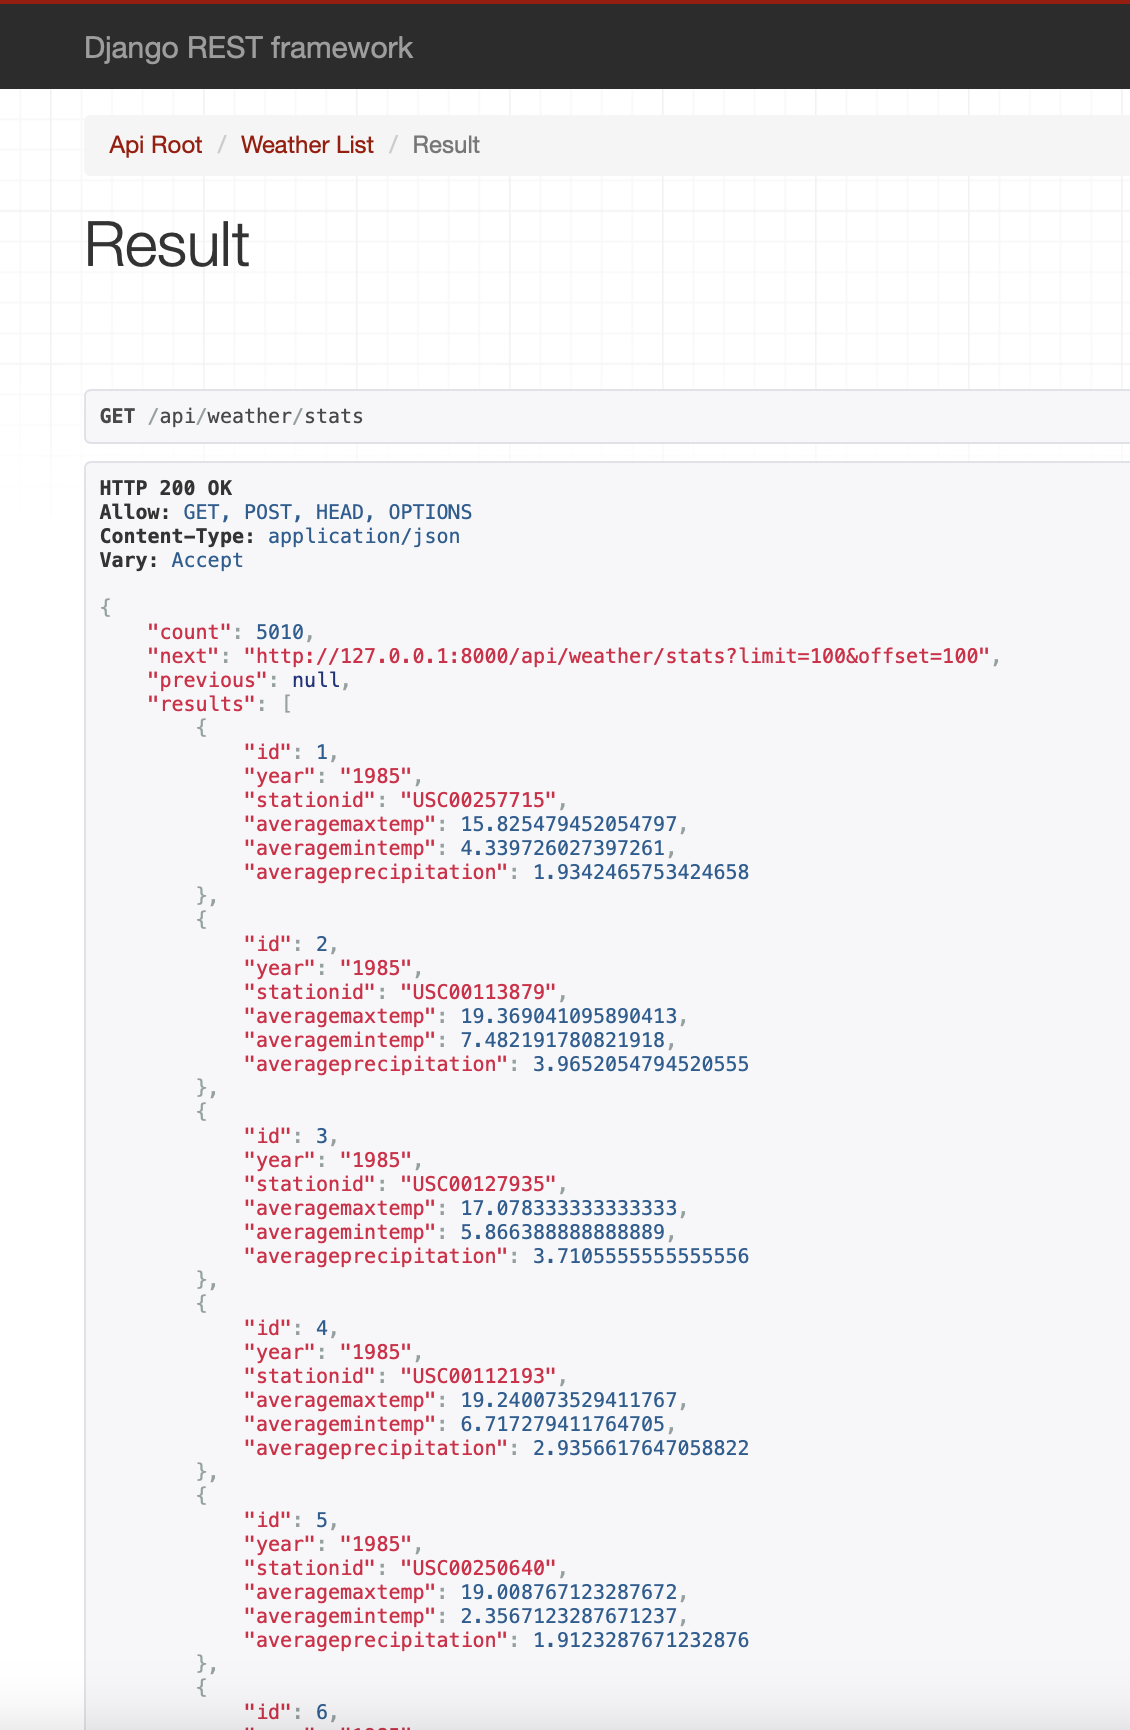 Django REST framework
Api Root / Weather List / Result
Result
GET /api/weather/stats
HTTP 200 OK
Allow: GET, POST, HEAD, OPTIONS
Content-Type: application/json
Vary: Accept
{
    "count": 5010,
    "next": "http://127.0.0.1:8000/api/weather/stats?limit=100&offset=100",
    "previous": null,
    "results": [
        {
            "id": 1,
            "year": "1985",
            "stationid": "USC00257715",
            "averagemaxtemp": 15.825479452054797,
            "averagemintemp": 4.339726027397261,
            "averageprecipitation": 1.9342465753424658
        },
        {
            "id": 2,
            "year": "1985",
            "stationid": "USC00113879",
            "averagemaxtemp": 19.369041095890413,
            "averagemintemp": 7.482191780821918,
            "averageprecipitation": 3.9652054794520555
        },
        {
            "id": 3,
            "year": "1985",
            "stationid": "USC00127935",
            "averagemaxtemp": 17.078333333333333,
            "averagemintemp": 5.866388888888889,
            "averageprecipitation": 3.7105555555555556
        },
        {
            "id": 4,
            "year": "1985",
            "stationid": "USC00112193",
            "averagemaxtemp": 19.240073529411767,
            "averagemintemp": 6.717279411764705,
            "averageprecipitation": 2.9356617647058822
        },
        {
            "id": 5,
            "year": "1985",
            "stationid": "USC00250640",
            "averagemaxtemp": 19.008767123287672,
            "averagemintemp": 2.3567123287671237,
            "averageprecipitation": 1.9123287671232876
        },
        {
            "id": 6,